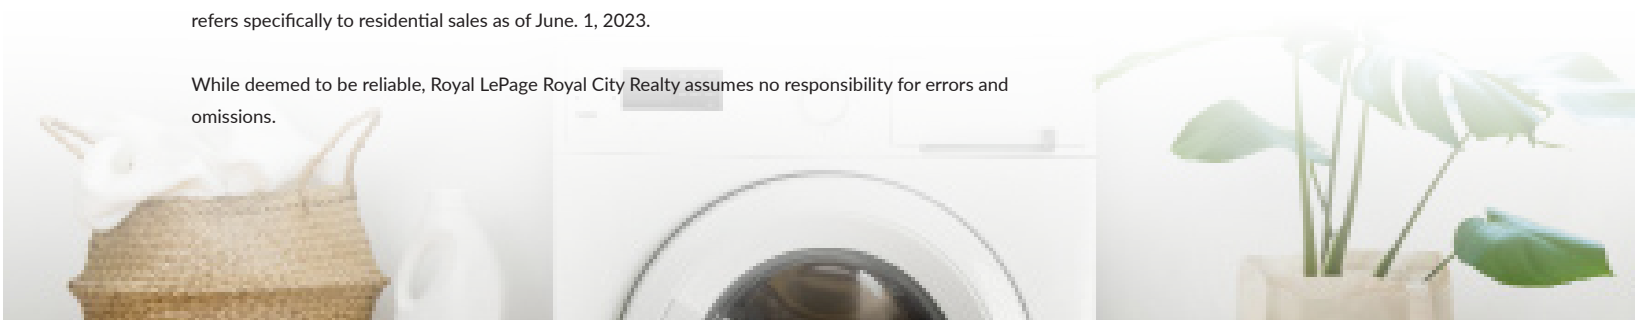 refers specifically to residential sales as of June. 1, 2023.
While deemed to be reliable, Royal LePage Royal City Realty assumes no responsibility for errors and
omissions.